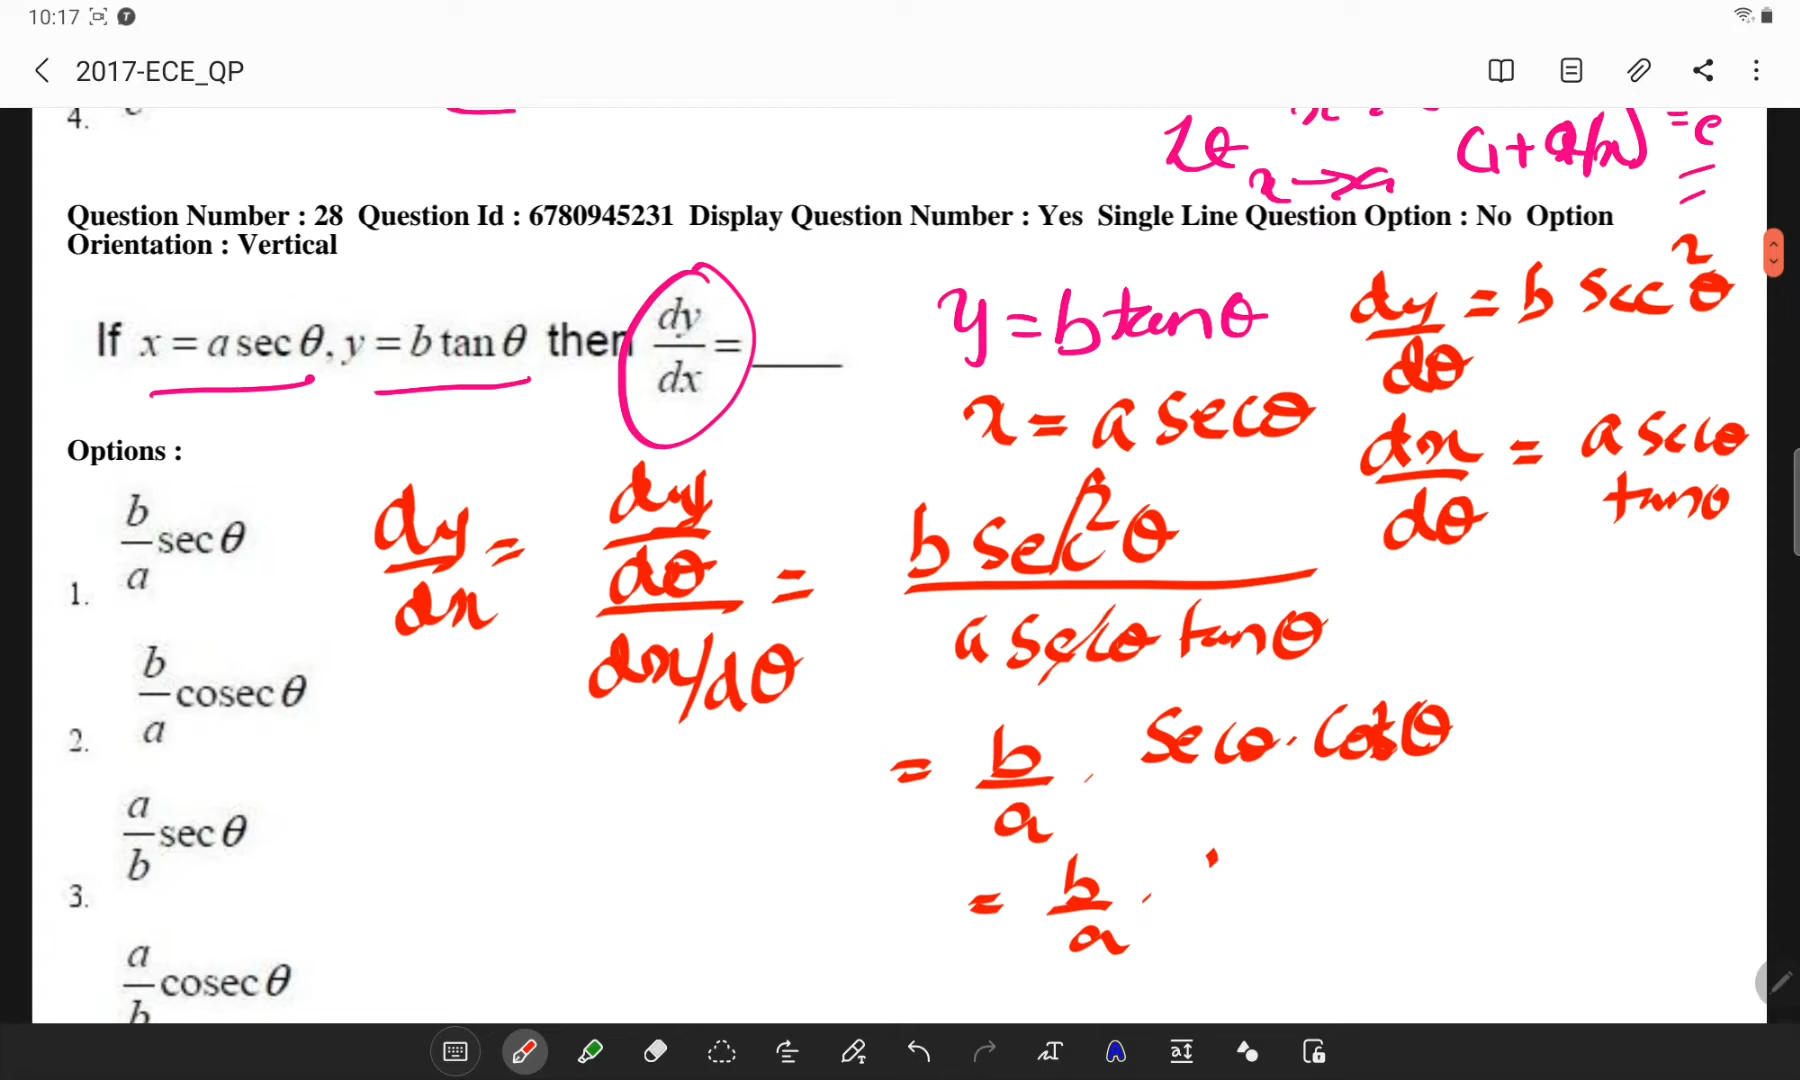 10:17
2017-ECE_QP
4.
Lt x→a (1+a/x) = e
Question Number : 28 Question Id : 6780945231 Display Question Number : Yes Single Line Question Option : No Option
Orientation : Vertical
If x = a sec θ, y = b tan θ then dy/dx = ____
y = b tanθ
dy/dθ = b sec²θ
x = a secθ
dx/dθ = a secθ tanθ
Options :
1. b/a sec θ
dy/dx = (dy/dθ)/(dx/dθ) = b sec²θ / a secθ tanθ
2. b/a cosec θ
= b/a . secθ . cotθ
3. a/b sec θ
= b/a .
a/b cosec θ